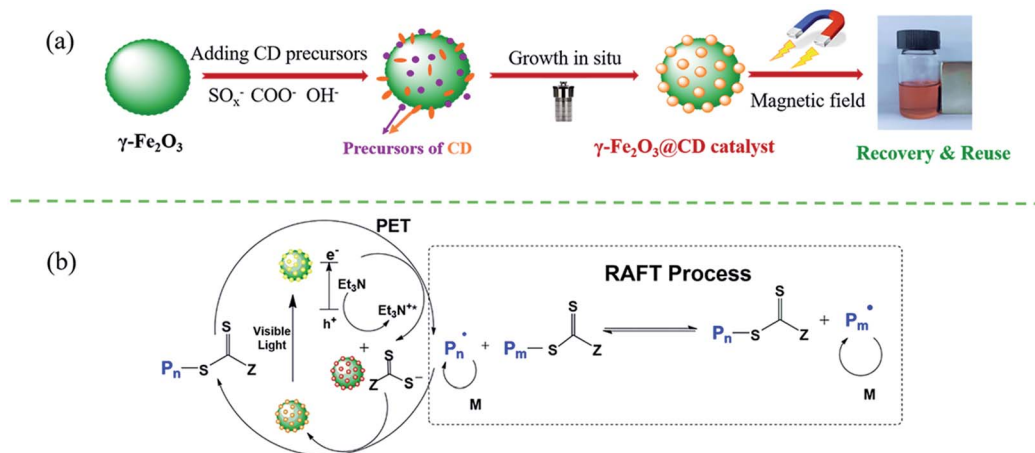 (a)
Adding CD precursors
SOₓ⁻ COO⁻ OH⁻
γ-Fe₂O₃
Precursors of CD
Growth in situ
γ-Fe₂O₃@CD catalyst
Magnetic field
Recovery & Reuse
(b)
PET
e⁻
Et₃N
Et₃N⁺*
h⁺
Visible
Light
+
S
Pₙ
S
Z
S
Z
S⁻
RAFT Process
Pₙ• + Pₘ
S
S
Z
M
S
Pₙ
S
Z
+ Pₘ•
M